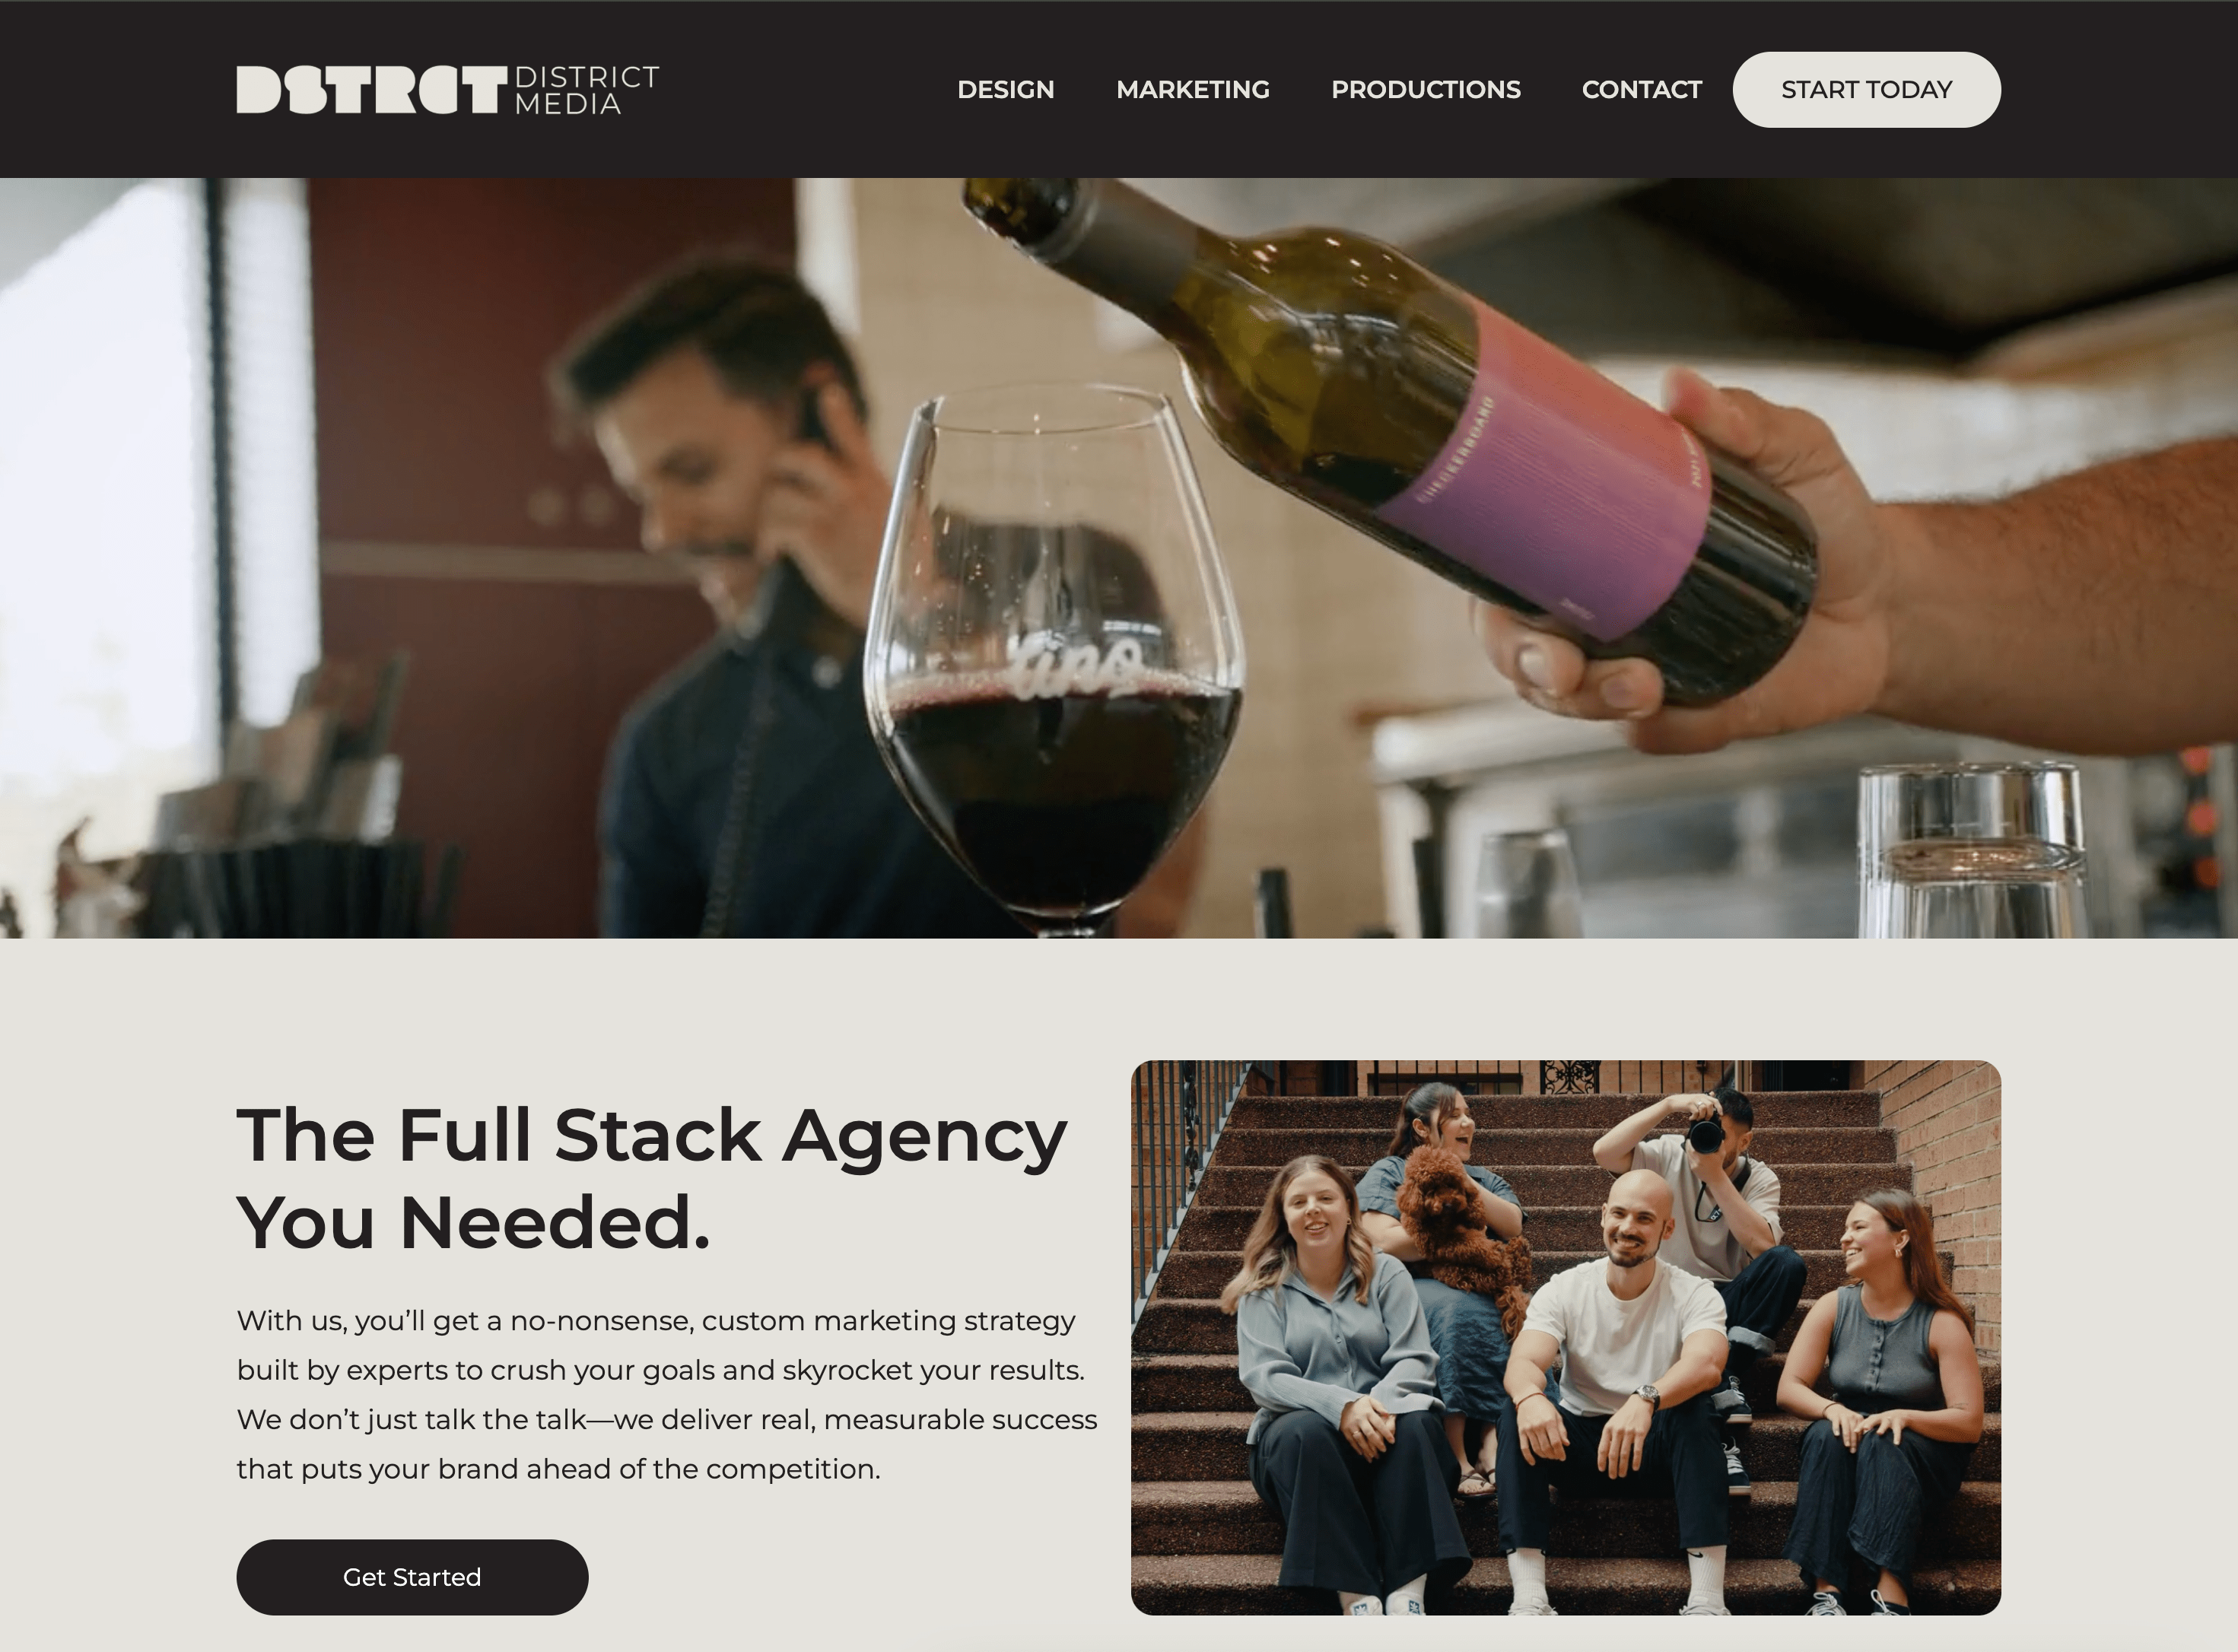 DSTRCT DISTRICT
MEDIA
DESIGN MARKETING PRODUCTIONS CONTACT START TODAY
CHECKERBOARD
The Full Stack Agency
You Needed.
With us, you’ll get a no-nonsense, custom marketing strategy
built by experts to crush your goals and skyrocket your results.
We don’t just talk the talk—we deliver real, measurable success
that puts your brand ahead of the competition.
Get Started